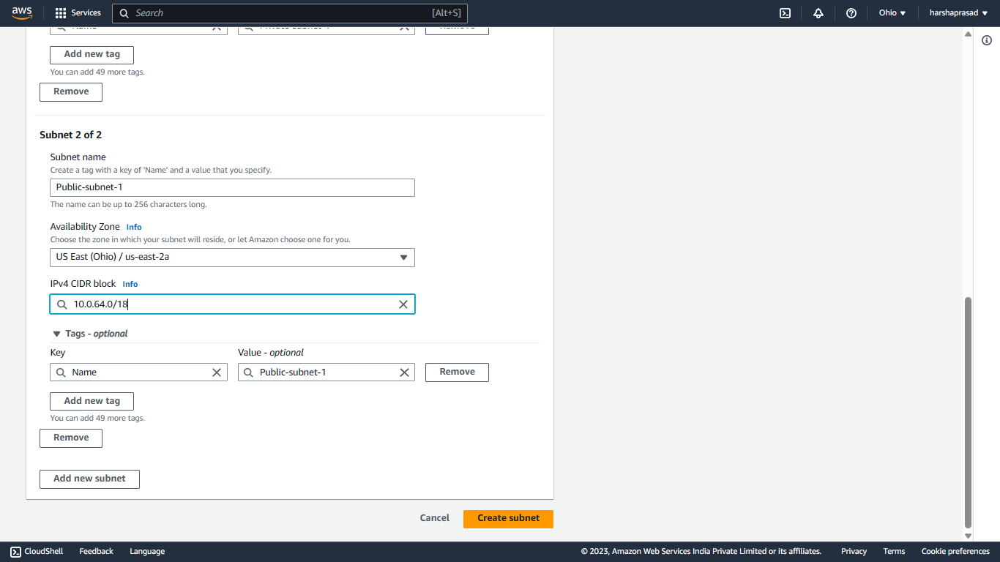 aws Services Search [Alt+S] Ohio harshaprasad
Add new tag
You can add 49 more tags.
Remove
Subnet 2 of 2
Subnet name
Create a tag with a key of 'Name' and a value that you specify.
Public-subnet-1
The name can be up to 256 characters long.
Availability Zone Info
Choose the zone in which your subnet will reside, or let Amazon choose one for you.
US East (Ohio) / us-east-2a
IPv4 CIDR block Info
10.0.64.0/18
Tags - optional
Key Value - optional
Name Public-subnet-1 Remove
Add new tag
You can add 49 more tags.
Remove
Add new subnet
Cancel Create subnet
CloudShell Feedback Language © 2023, Amazon Web Services India Private Limited or its affiliates. Privacy Terms Cookie preferences